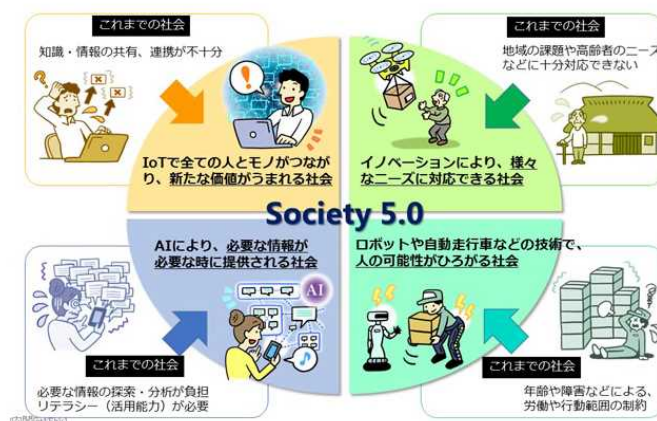 これまでの社会
知識・情報の共有、連携が不十分
IoTで全ての人とモノがつなが
り、新たな価値がうまれる社会
これまでの社会
地域の課題や高齢者のニーズ
などに十分対応できない
イノベーションにより、様々
なニーズに対応できる社会
Society 5.0
AIにより、必要な情報が
必要な時に提供される社会
AI
これまでの社会
必要な情報の探索・分析が負担
リテラシー（活用能力）が必要
ロボットや自動走行車などの技術で、
人の可能性がひろがる社会
これまでの社会
年齢や障害などによる、
労働や行動範囲の制約